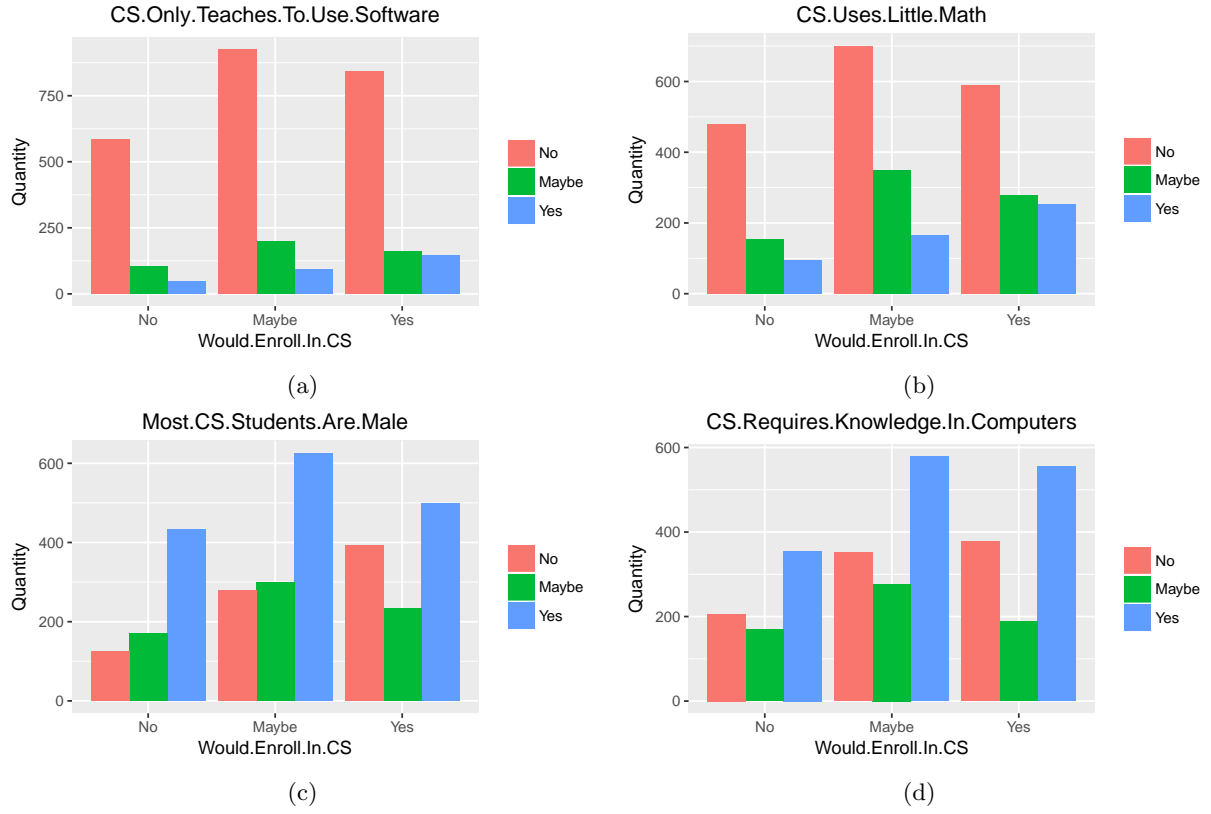 CS.Only.Teaches.To.Use.Software
Quantity
750
500
250
0
No
Maybe
Yes
Would.Enroll.In.CS
No
Maybe
Yes
(a)
CS.Uses.Little.Math
Quantity
600
400
200
0
No
Maybe
Yes
Would.Enroll.In.CS
No
Maybe
Yes
(b)
Most.CS.Students.Are.Male
Quantity
600
400
200
0
No
Maybe
Yes
Would.Enroll.In.CS
No
Maybe
Yes
(c)
CS.Requires.Knowledge.In.Computers
Quantity
600
400
200
0
No
Maybe
Yes
Would.Enroll.In.CS
No
Maybe
Yes
(d)